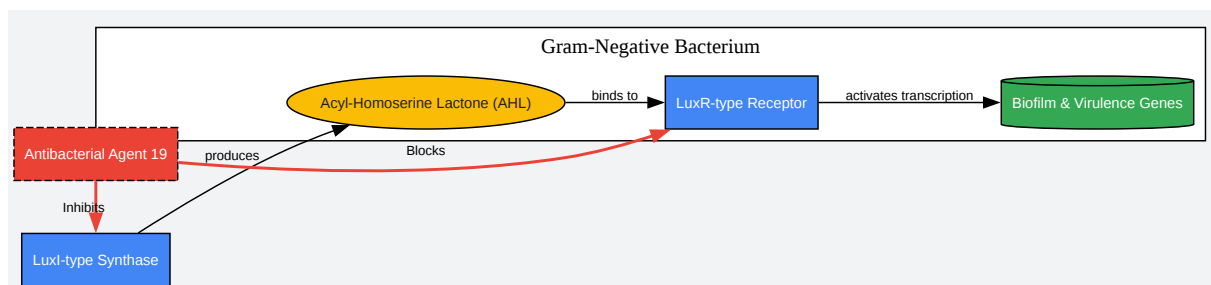 Gram-Negative Bacterium
Acyl-Homoserine Lactone (AHL)
binds to
LuxR-type Receptor
activates transcription
Biofilm & Virulence Genes
Antibacterial Agent 19
produces
Blocks
Inhibits
LuxI-type Synthase